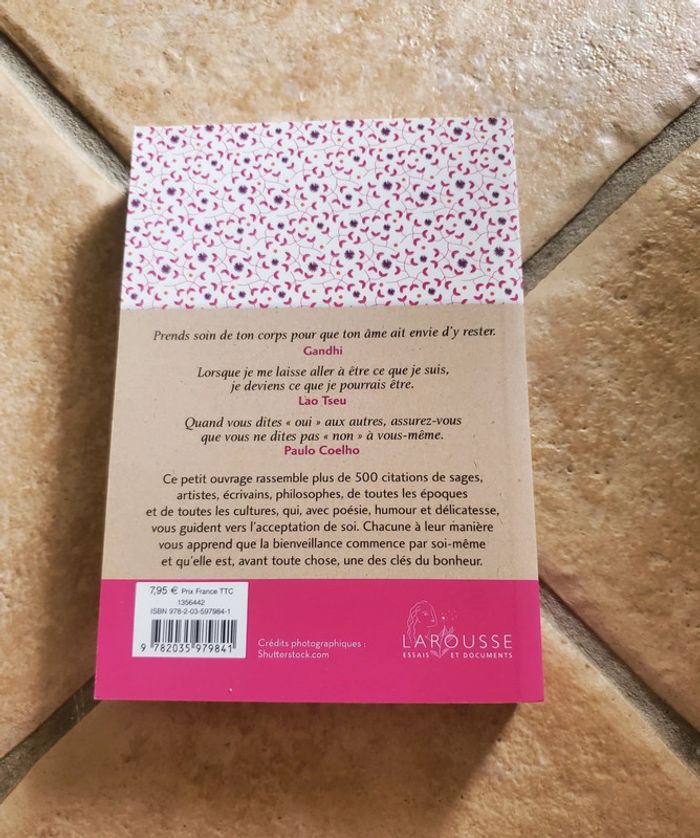 Prends soin de ton corps pour que ton âme ait envie d'y rester.
Gandhi
Lorsque je me laisse aller à être ce que je suis,
je deviens ce que je pourrais être.
Lao Tseu
Quand vous dites « oui » aux autres, assurez-vous
que vous ne dites pas « non » à vous-même.
Paulo Coelho
Ce petit ouvrage rassemble plus de 500 citations de sages,
artistes, écrivains, philosophes, de toutes les époques
et de toutes les cultures, qui, avec poésie, humour et délicatesse,
vous guident vers l'acceptation de soi. Chacune à leur manière
vous apprend que la bienveillance commence par soi-même
et qu'elle est, avant toute chose, une des clés du bonheur.
7,95 € Prix France TTC
1356442
ISBN 978-2-03-597984-1
9 782035 979841
Crédits photographiques :
Shutterstock.com
LAROUSSE
ESSAIS ET DOCUMENTS